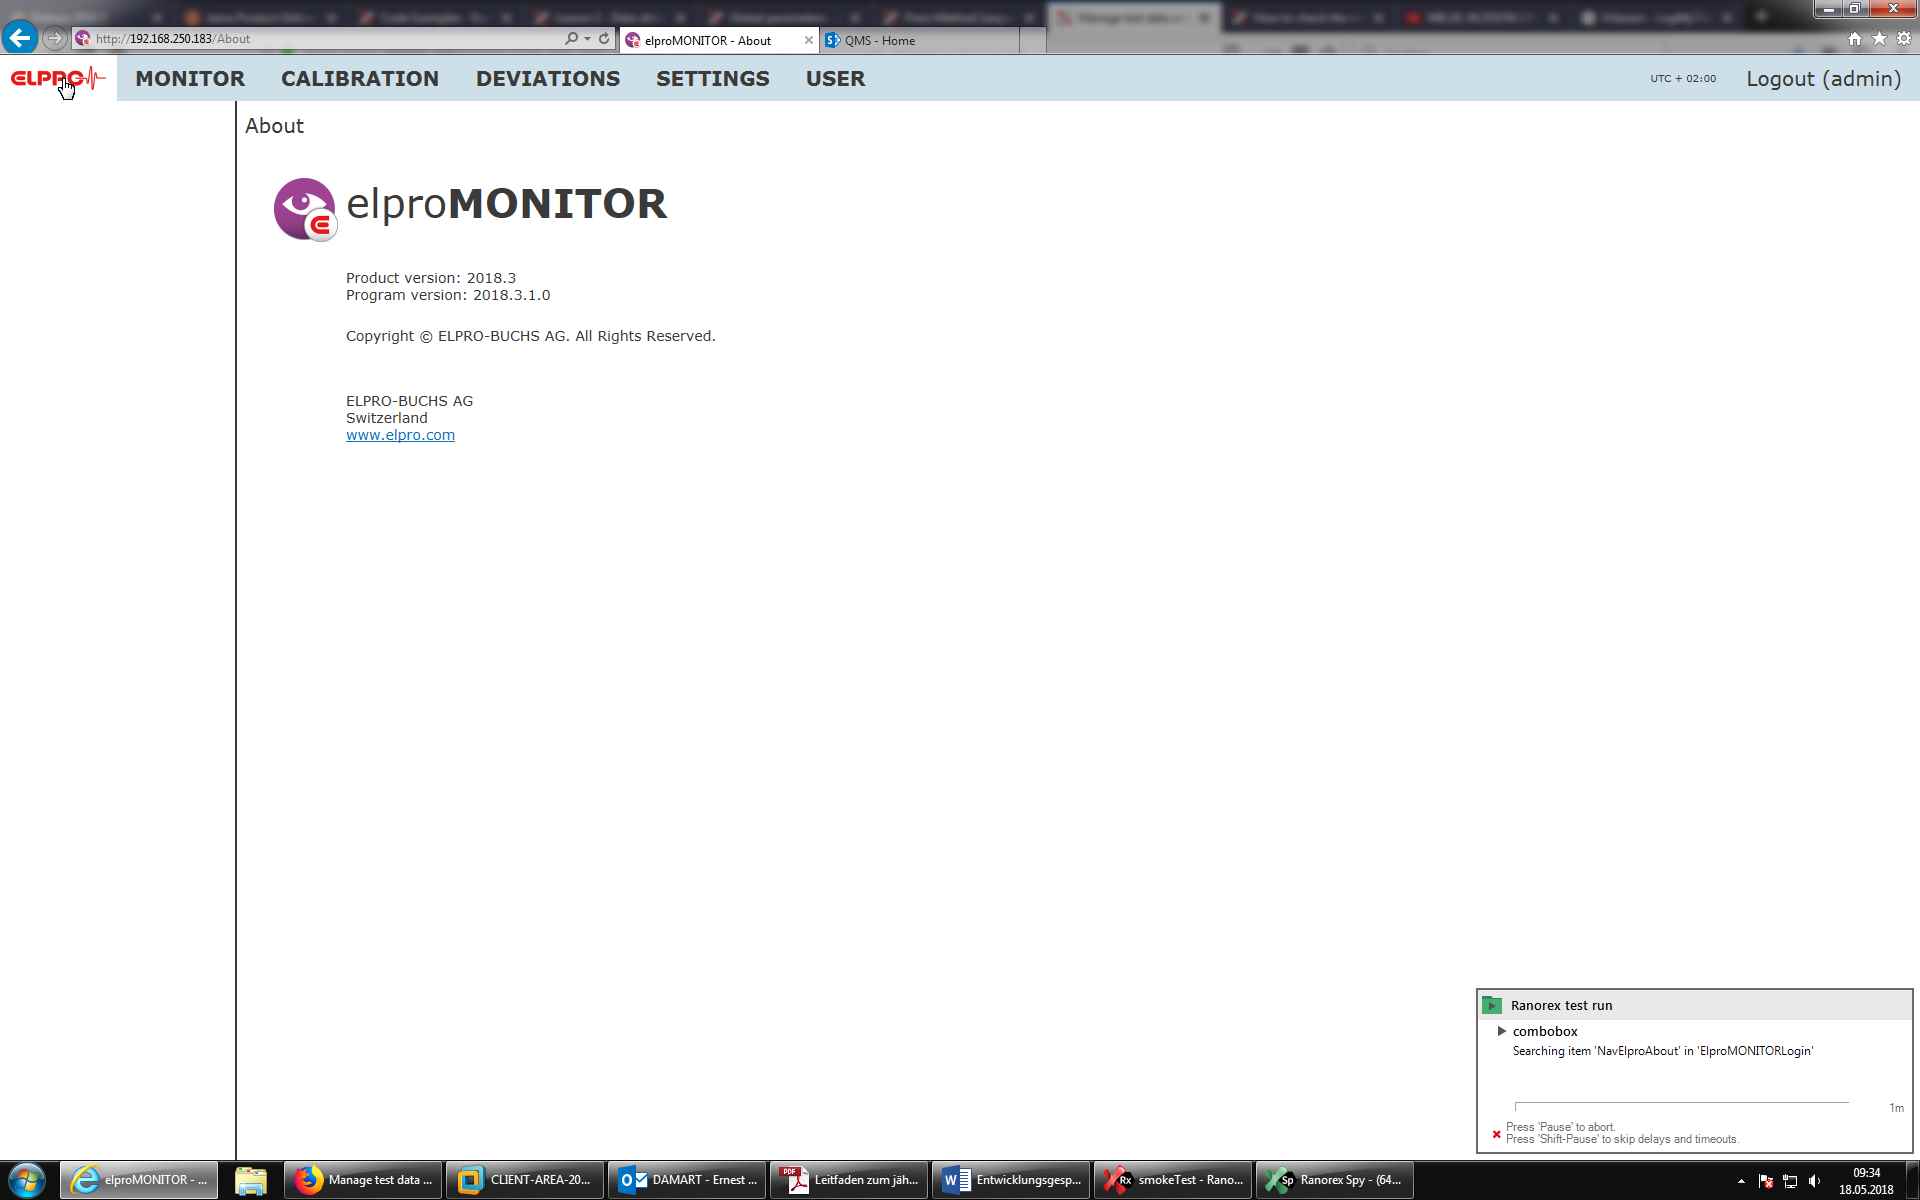 http://192.168.250.183/About
elproMONITOR - About
QMS - Home
ELPRO
MONITOR
CALIBRATION
DEVIATIONS
SETTINGS
USER
UTC + 02:00
Logout (admin)
About
elproMONITOR
Product version: 2018.3
Program version: 2018.3.1.0
Copyright © ELPRO-BUCHS AG. All Rights Reserved.
ELPRO-BUCHS AG
Switzerland
www.elpro.com
Ranorex test run
combobox
Searching item 'NavElproAbout' in 'ElproMONITORLogin'
1m
Press 'Pause' to abort.
Press 'Shift-Pause' to skip delays and timeouts.
elproMONITOR - ...
Manage test data ...
CLIENT-AREA-20...
DAMART - Ernest ...
Leitfaden zum jäh...
Entwicklungsgesp...
smokeTest - Rano...
Ranorex Spy - (64...
09:34
18.05.2018